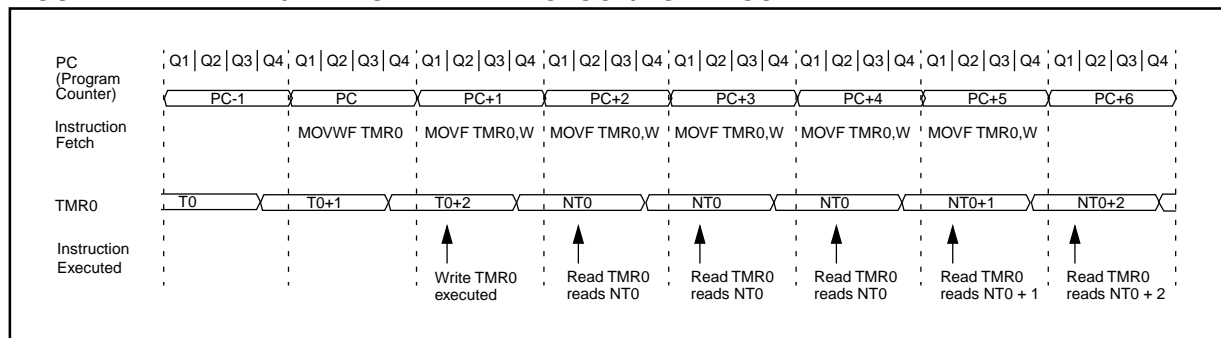 PC
(Program
Counter)
Q1 Q2 Q3 Q4 Q1 Q2 Q3 Q4 Q1 Q2 Q3 Q4 Q1 Q2 Q3 Q4 Q1 Q2 Q3 Q4 Q1 Q2 Q3 Q4 Q1 Q2 Q3 Q4 Q1 Q2 Q3 Q4
PC-1 PC PC+1 PC+2 PC+3 PC+4 PC+5 PC+6
Instruction
Fetch
MOVWF TMR0 MOVF TMR0,W MOVF TMR0,W MOVF TMR0,W MOVF TMR0,W MOVF TMR0,W
TMR0
T0 T0+1 T0+2 NT0 NT0 NT0 NT0+1 NT0+2
Instruction
Executed
Write TMR0
executed
Read TMR0
reads NT0
Read TMR0
reads NT0
Read TMR0
reads NT0
Read TMR0
reads NT0 + 1
Read TMR0
reads NT0 + 2